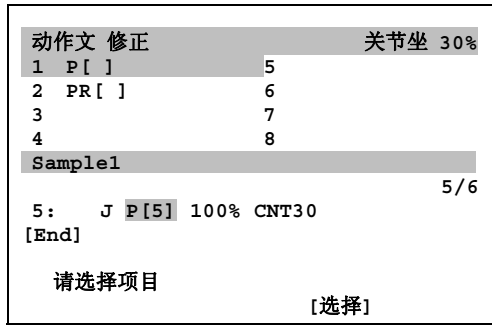 动作文 修正 关节坐 30%
1 P[ ] 5
2 PR[ ] 6
3 7
4 8
Sample1
5/6
5: J P[5] 100% CNT30
[End]
请选择项目
[选择]